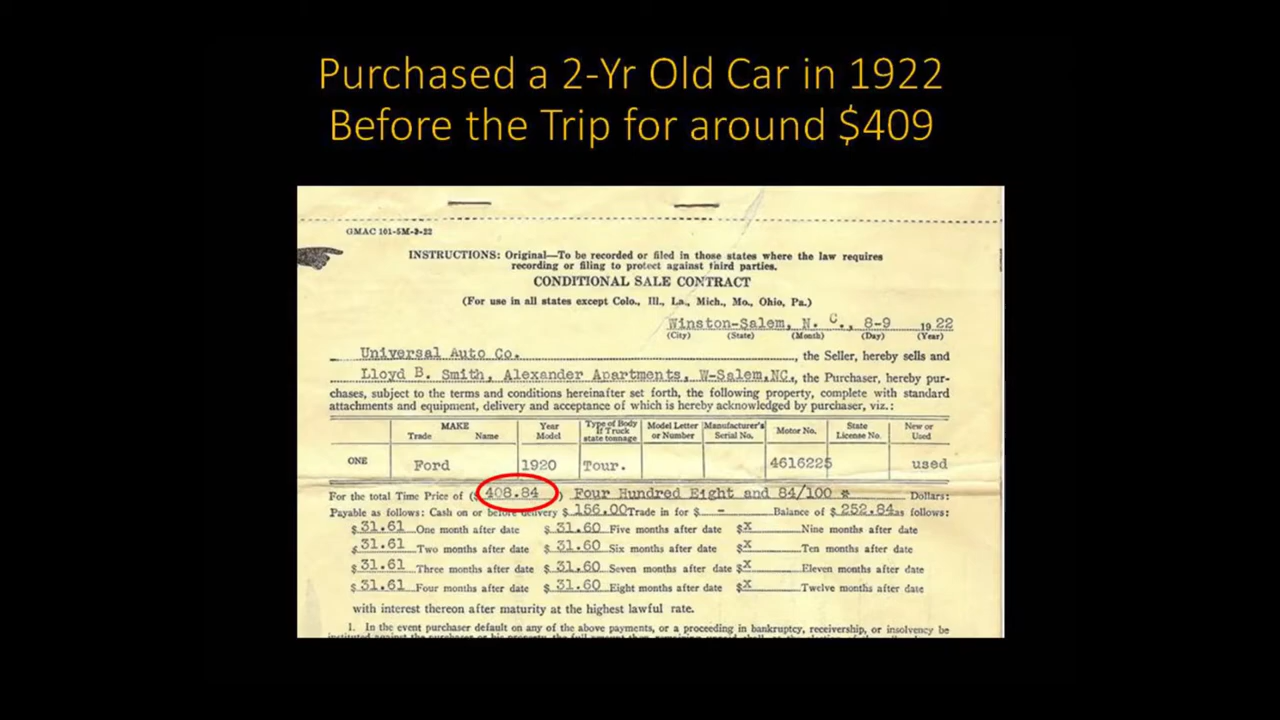 Purchased a 2-Yr Old Car in 1922
Before the Trip for around $409
GMAC 101-5M-3-22
INSTRUCTIONS: Original—To be recorded or filed in those states where the law requires
recording or filing to protect against third parties.
CONDITIONAL SALE CONTRACT
(For use in all states except Colo., Ill., La., Mich., Mo., Ohio, Pa.)
Winston-Salem, N. C., 8-9 1922
(City) (State) (Month) (Day) (Year)
Universal Auto Co., the Seller, hereby sells and
Lloyd B. Smith, Alexander Apartments, W-Salem,NC., the Purchaser, hereby pur-
chases, subject to the terms and conditions hereinafter set forth, the following property, complete with standard
attachments and equipment, delivery and acceptance of which is hereby acknowledged by purchaser, viz.:
MAKE Trade Name Year Model Type of Body If Truck state tonnage Model Letter or Number Manufacturer's Serial No. Motor No. State License No. New or Used
ONE Ford 1920 Tour. 4616225 used
For the total Time Price of ($ 408.84 ) Four Hundred Eight and 84/100 * Dollars:
Payable as follows: Cash on or before delivery $ 156.00 Trade in for $ - Balance of $ 252.84 as follows:
$ 31.61 One month after date $ 31.60 Five months after date $ x Nine months after date
$ 31.61 Two months after date $ 31.60 Six months after date $ x Ten months after date
$ 31.61 Three months after date $ 31.60 Seven months after date $ x Eleven months after date
$ 31.61 Four months after date $ 31.60 Eight months after date $ x Twelve months after date
with interest thereon after maturity at the highest lawful rate.
1. In the event purchaser default on any of the above payments, or a proceeding in bankruptcy, receivership, or insolvency be